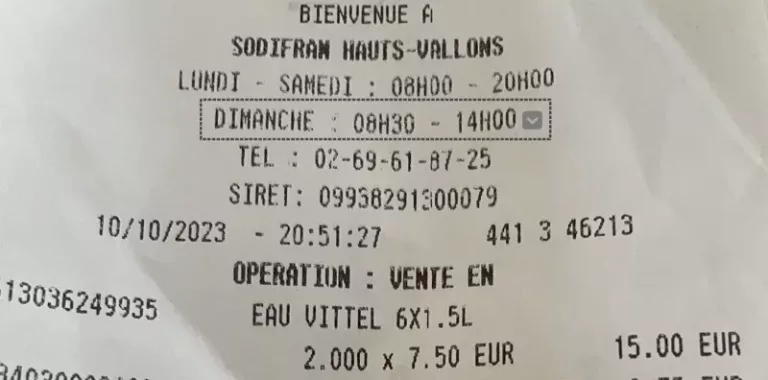 BIENVENUE A
SODIFRAN HAUTS-VALLONS
LUNDI - SAMEDI : 08H00 - 20H00
DIMANCHE : 08H30 - 14H00
TEL : 02-69-61-87-25
SIRET: 09938291300079
10/10/2023 - 20:51:27 441 3 46213
OPERATION : VENTE EN
13036249935
EAU VITTEL 6X1.5L
2.000 x 7.50 EUR 15.00 EUR